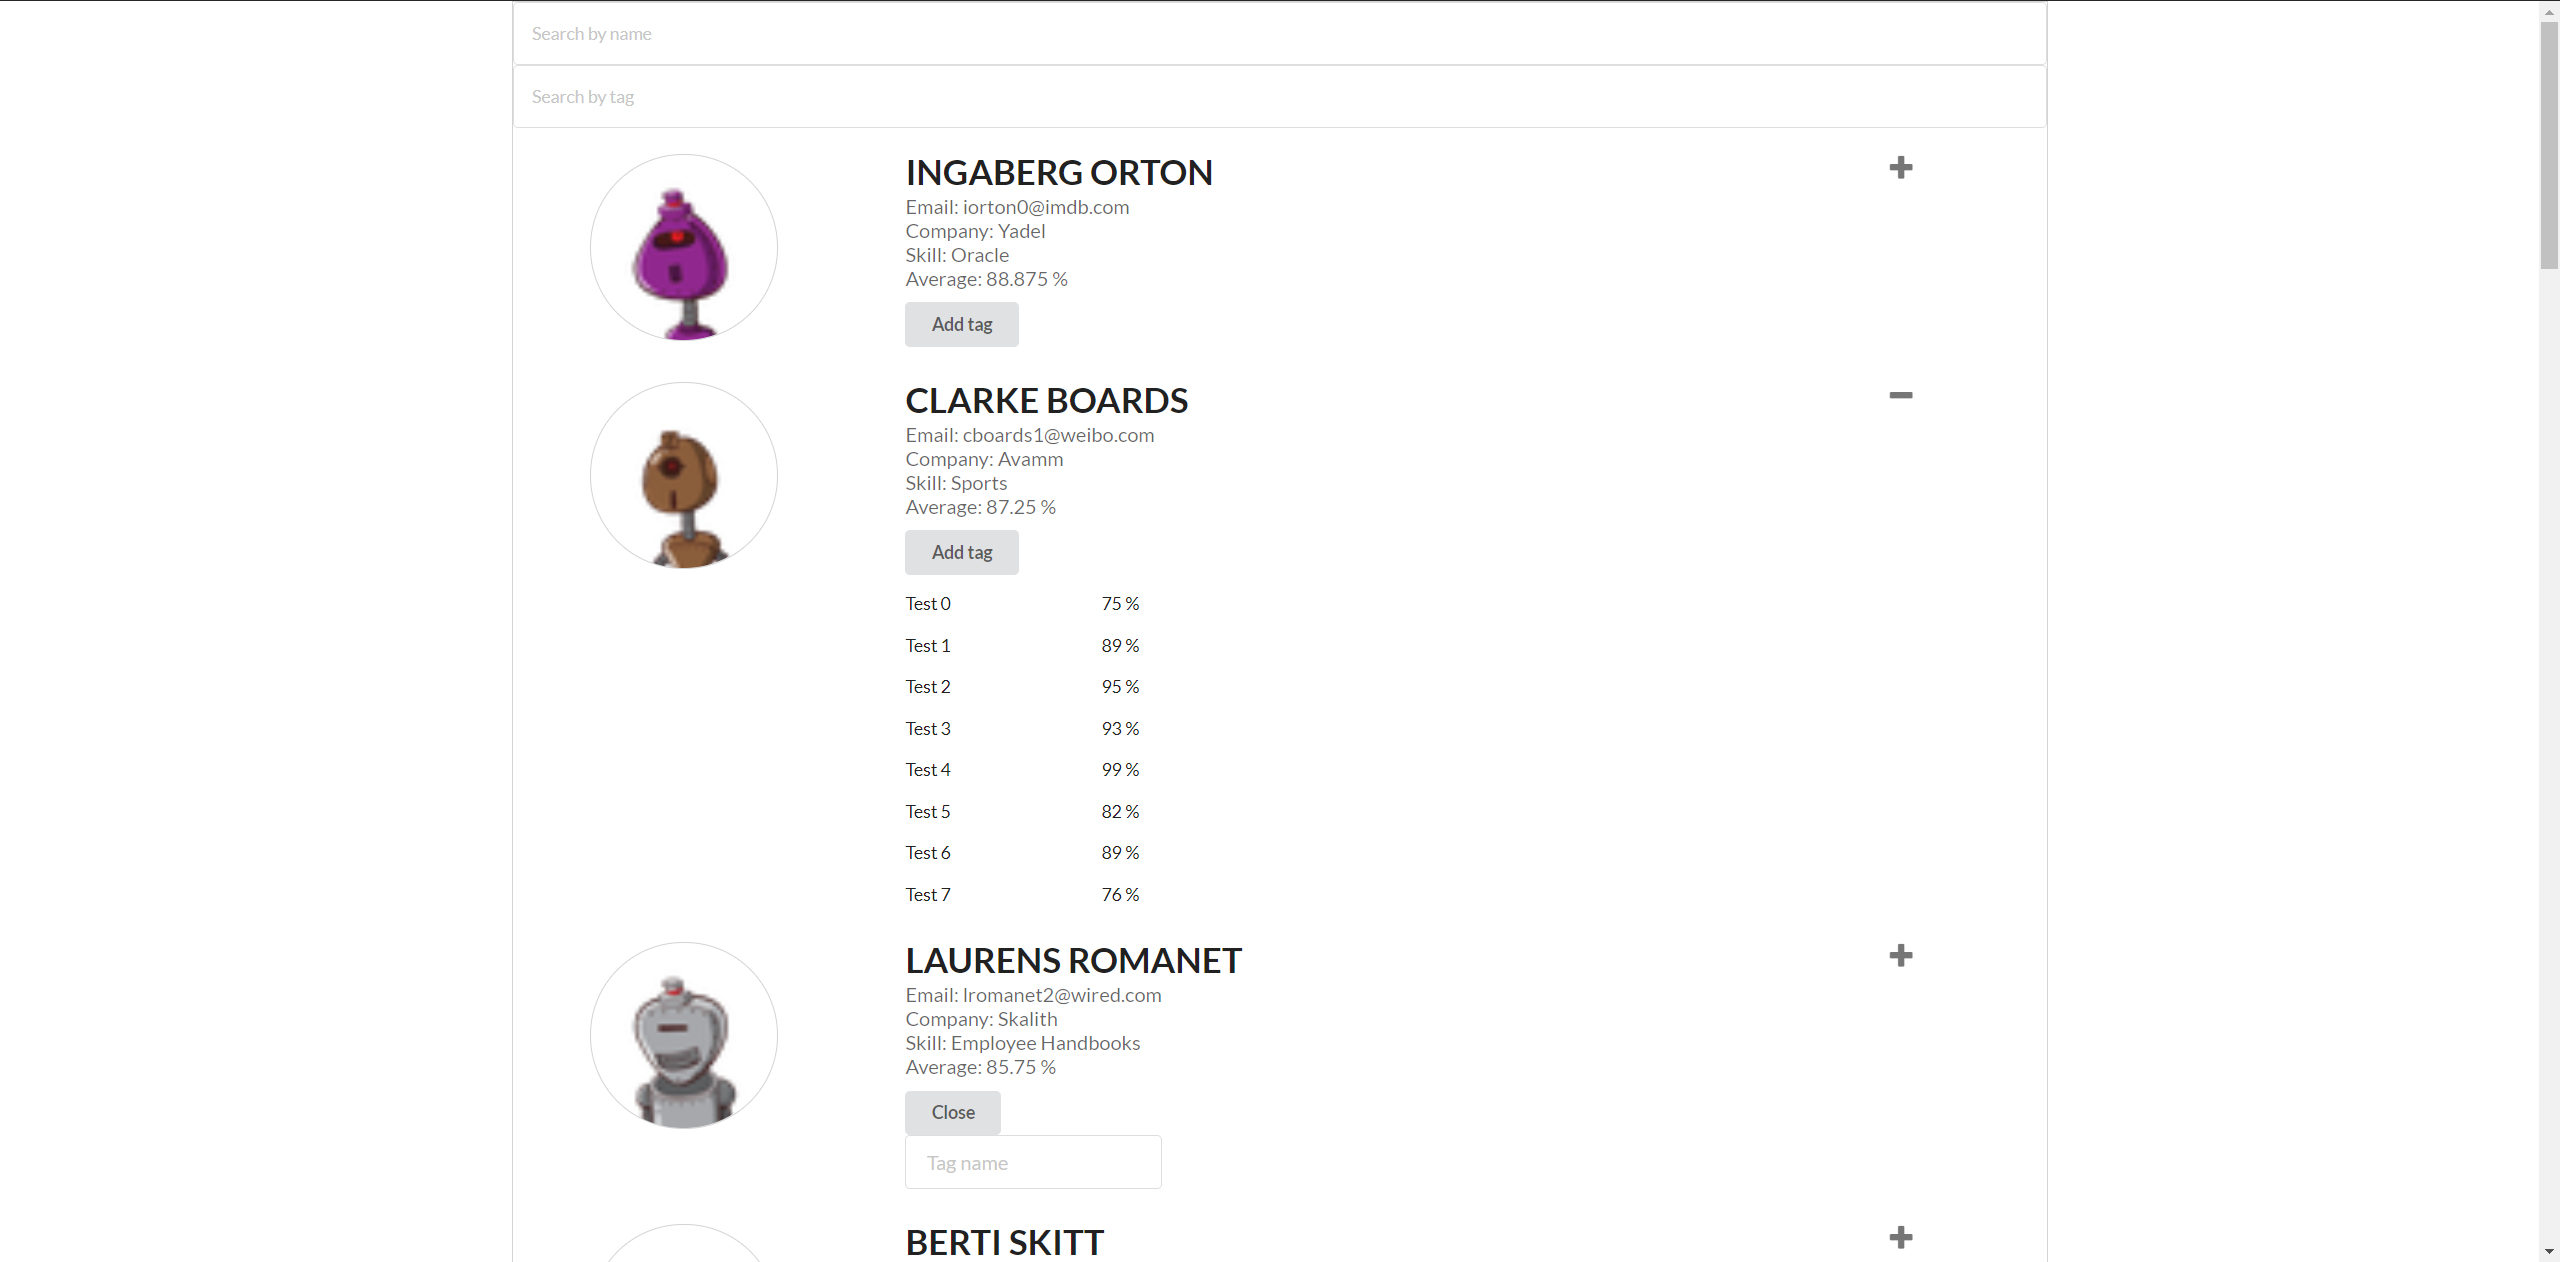 Search by name
Search by tag
INGABERG ORTON
Email: iorton0@imdb.com
Company: Yadel
Skill: Oracle
Average: 88.875 %
Add tag
CLARKE BOARDS
Email: cboards1@weibo.com
Company: Avamm
Skill: Sports
Average: 87.25 %
Add tag
Test 0 75 %
Test 1 89 %
Test 2 95 %
Test 3 93 %
Test 4 99 %
Test 5 82 %
Test 6 89 %
Test 7 76 %
LAURENS ROMANET
Email: lromanet2@wired.com
Company: Skalith
Skill: Employee Handbooks
Average: 85.75 %
Close
Tag name
BERTI SKITT